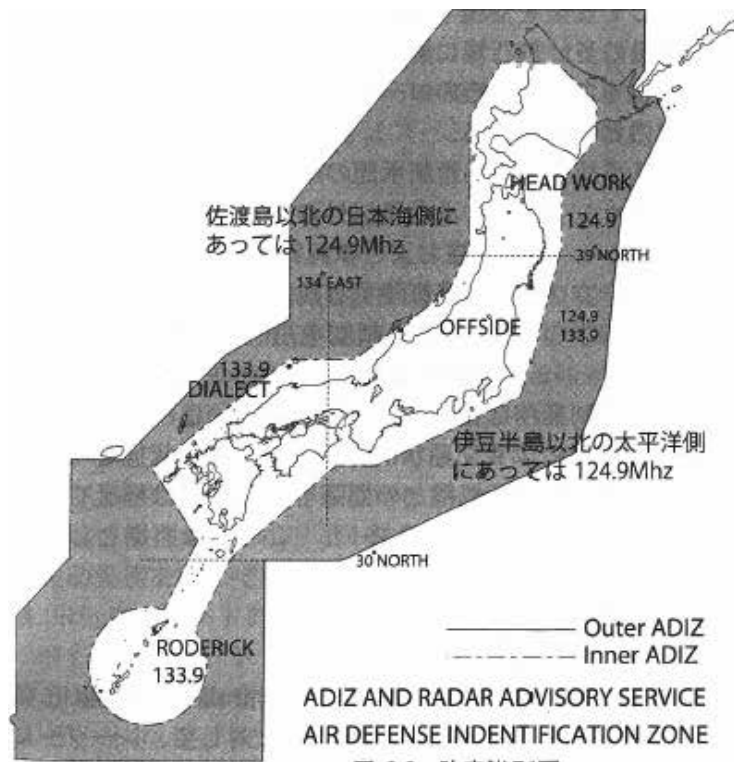 HEAD WORK
124.9
39°NORTH
佐渡島以北の日本海側に
あっては 124.9Mhz
134°EAST
OFFSIDE
124.9
133.9
133.9
DIALECT
伊豆半島以北の太平洋側
にあっては 124.9Mhz
30°NORTH
RODERICK
133.9
Outer ADIZ
Inner ADIZ
ADIZ AND RADAR ADVISORY SERVICE
AIR DEFENSE INDENTIFICATION ZONE